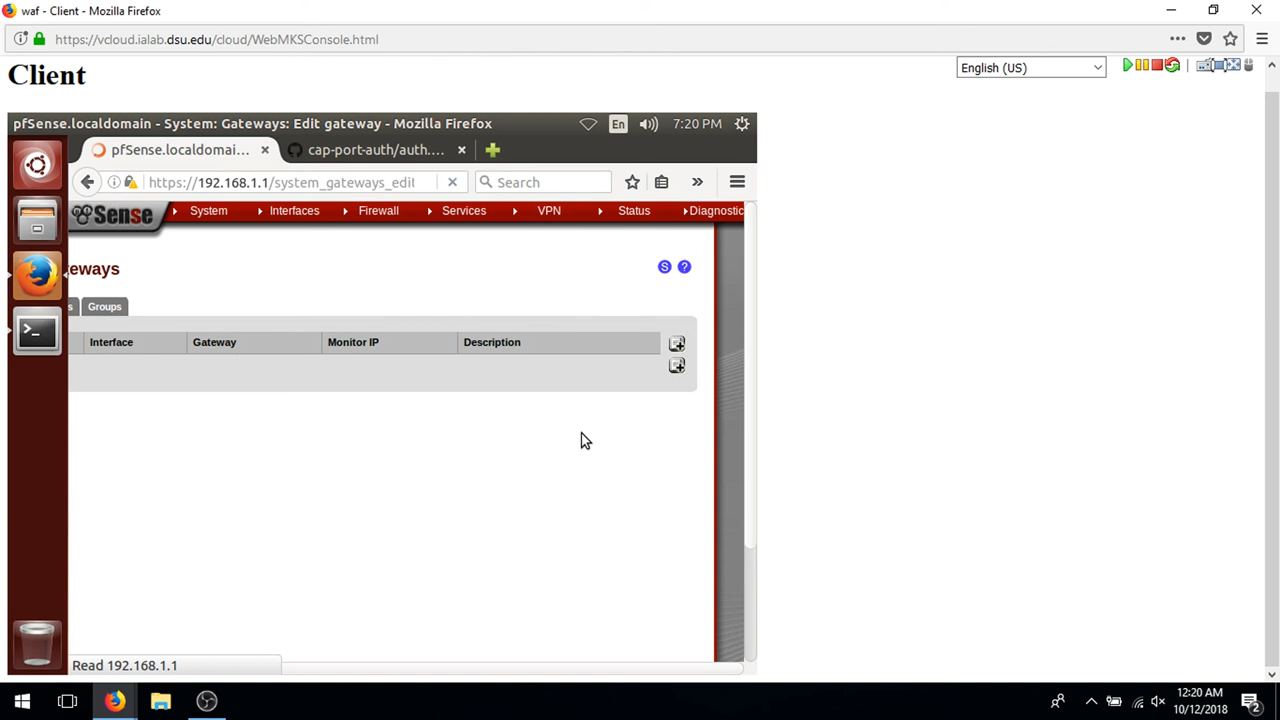 waf - Client - Mozilla Firefox
https://vcloud.ialab.dsu.edu/cloud/WebMKSConsole.html
Client
English (US)
pfSense.localdomain - System: Gateways: Edit gateway - Mozilla Firefox
En
7:20 PM
pfSense.localdomai...
cap-port-auth/auth....
https://192.168.1.1/system_gateways_edit
Search
Sense
System
Interfaces
Firewall
Services
VPN
Status
Diagnostic
eways
S
?
s
Groups
Interface
Gateway
Monitor IP
Description
Read 192.168.1.1
12:20 AM
10/12/2018
2